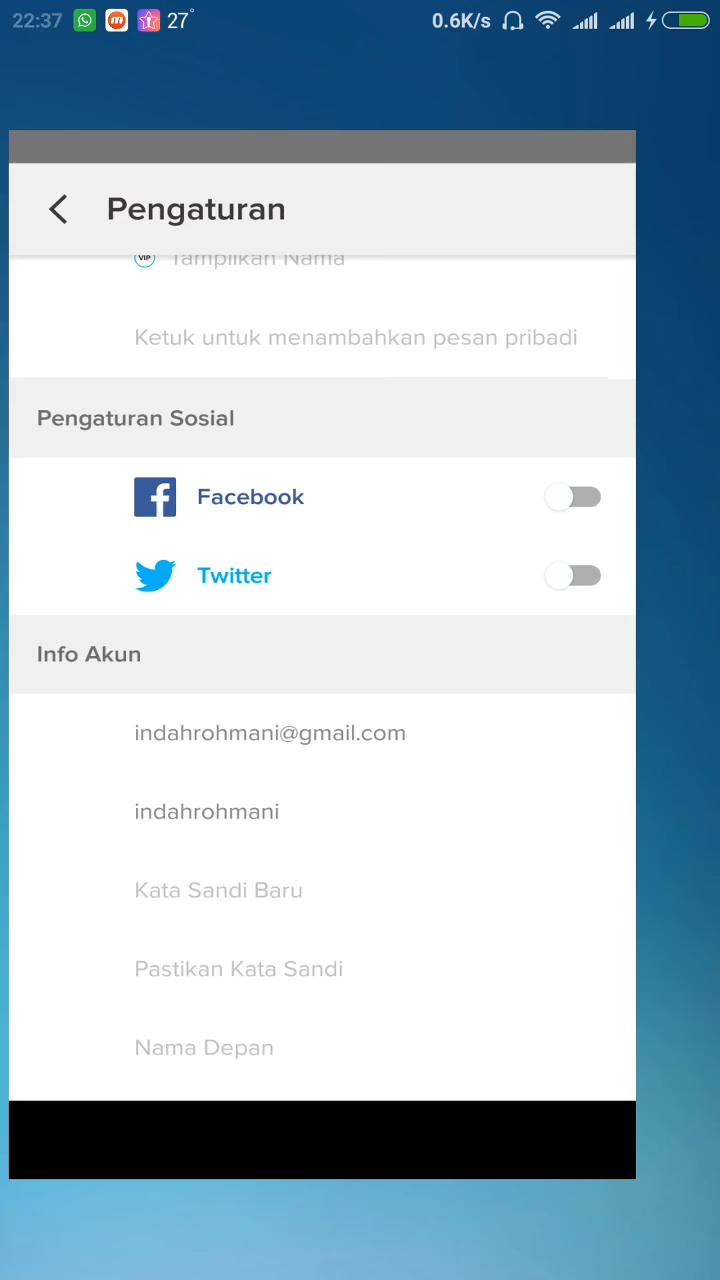 22:37 27° 0.6K/s
Pengaturan
VIP Tampilkan Nama
Ketuk untuk menambahkan pesan pribadi
Pengaturan Sosial
Facebook
Twitter
Info Akun
indahrohmani@gmail.com
indahrohmani
Kata Sandi Baru
Pastikan Kata Sandi
Nama Depan